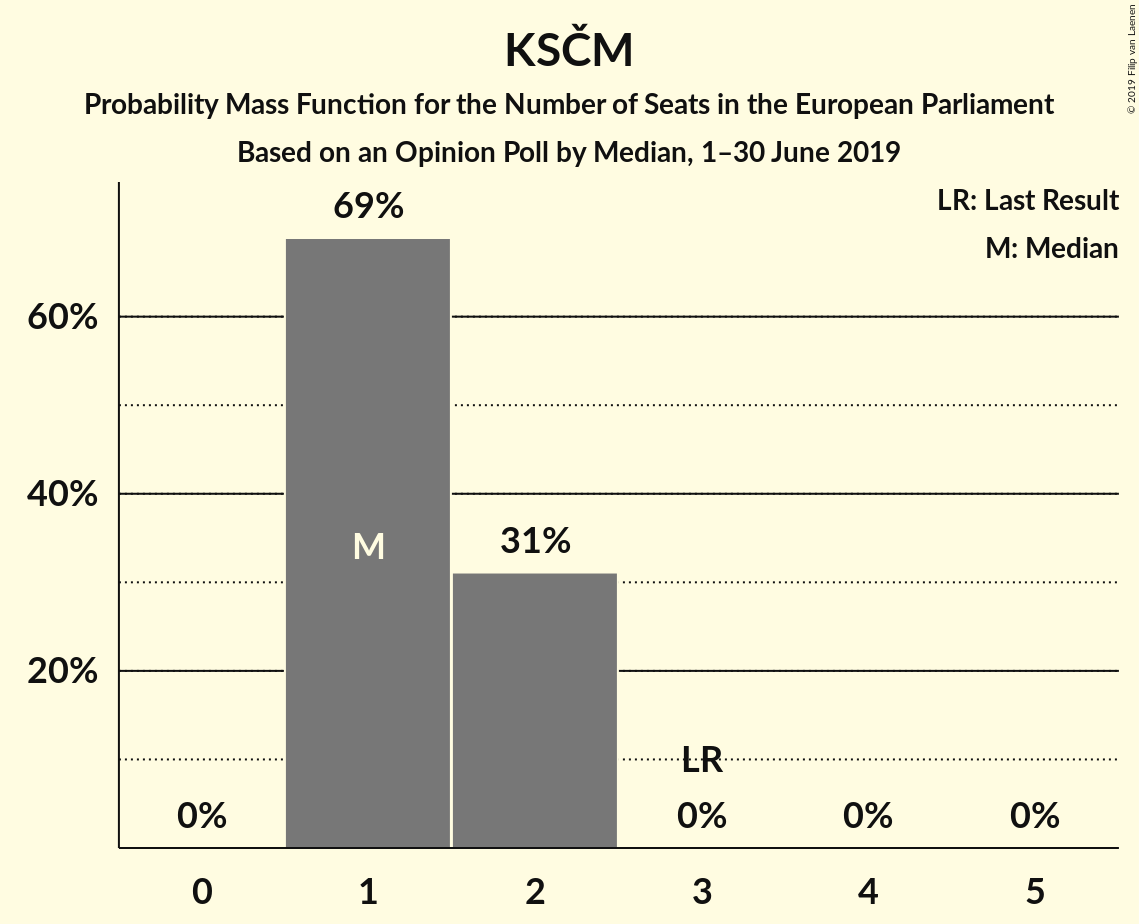 KSČM
Probability Mass Function for the Number of Seats in the European Parliament
Based on an Opinion Poll by Median, 1–30 June 2019
© 2019 Filip van Laenen
LR: Last Result
M: Median
69%
60%
40%
M
31%
20%
LR
0%
0%
0%
0%
0
1
2
3
4
5